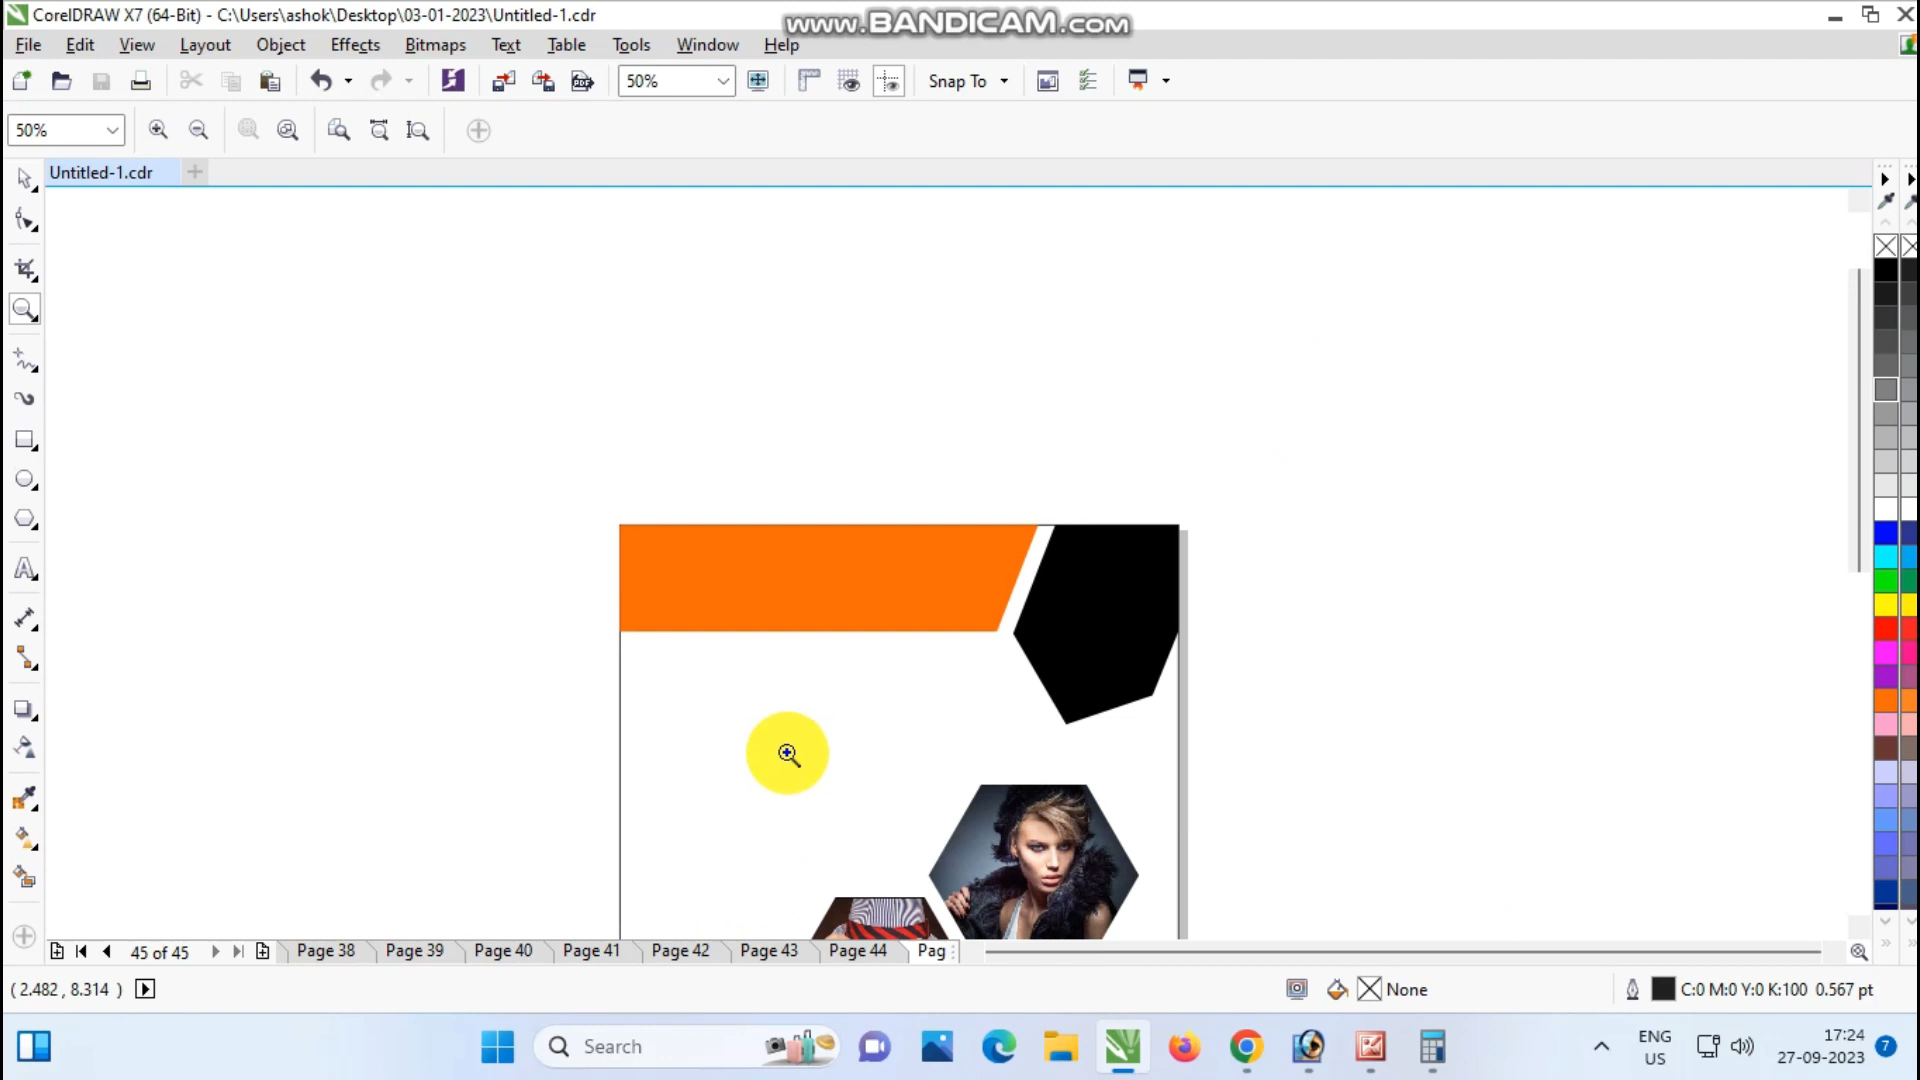 CorelDRAW X7 (64-Bit) - C:\Users\ashok\Desktop\03-01-2023\Untitled-1.cdr
www.BANDICAM.com
File Edit View Layout Object Effects Bitmaps Text Table Tools Window Help
50% Snap To
50%
Untitled-1.cdr
45 of 45 Page 38 Page 39 Page 40 Page 41 Page 42 Page 43 Page 44 Pag
( 2.482 , 8.314 ) None C:0 M:0 Y:0 K:100 0.567 pt
Search
ENG
US
17:24
27-09-2023
7